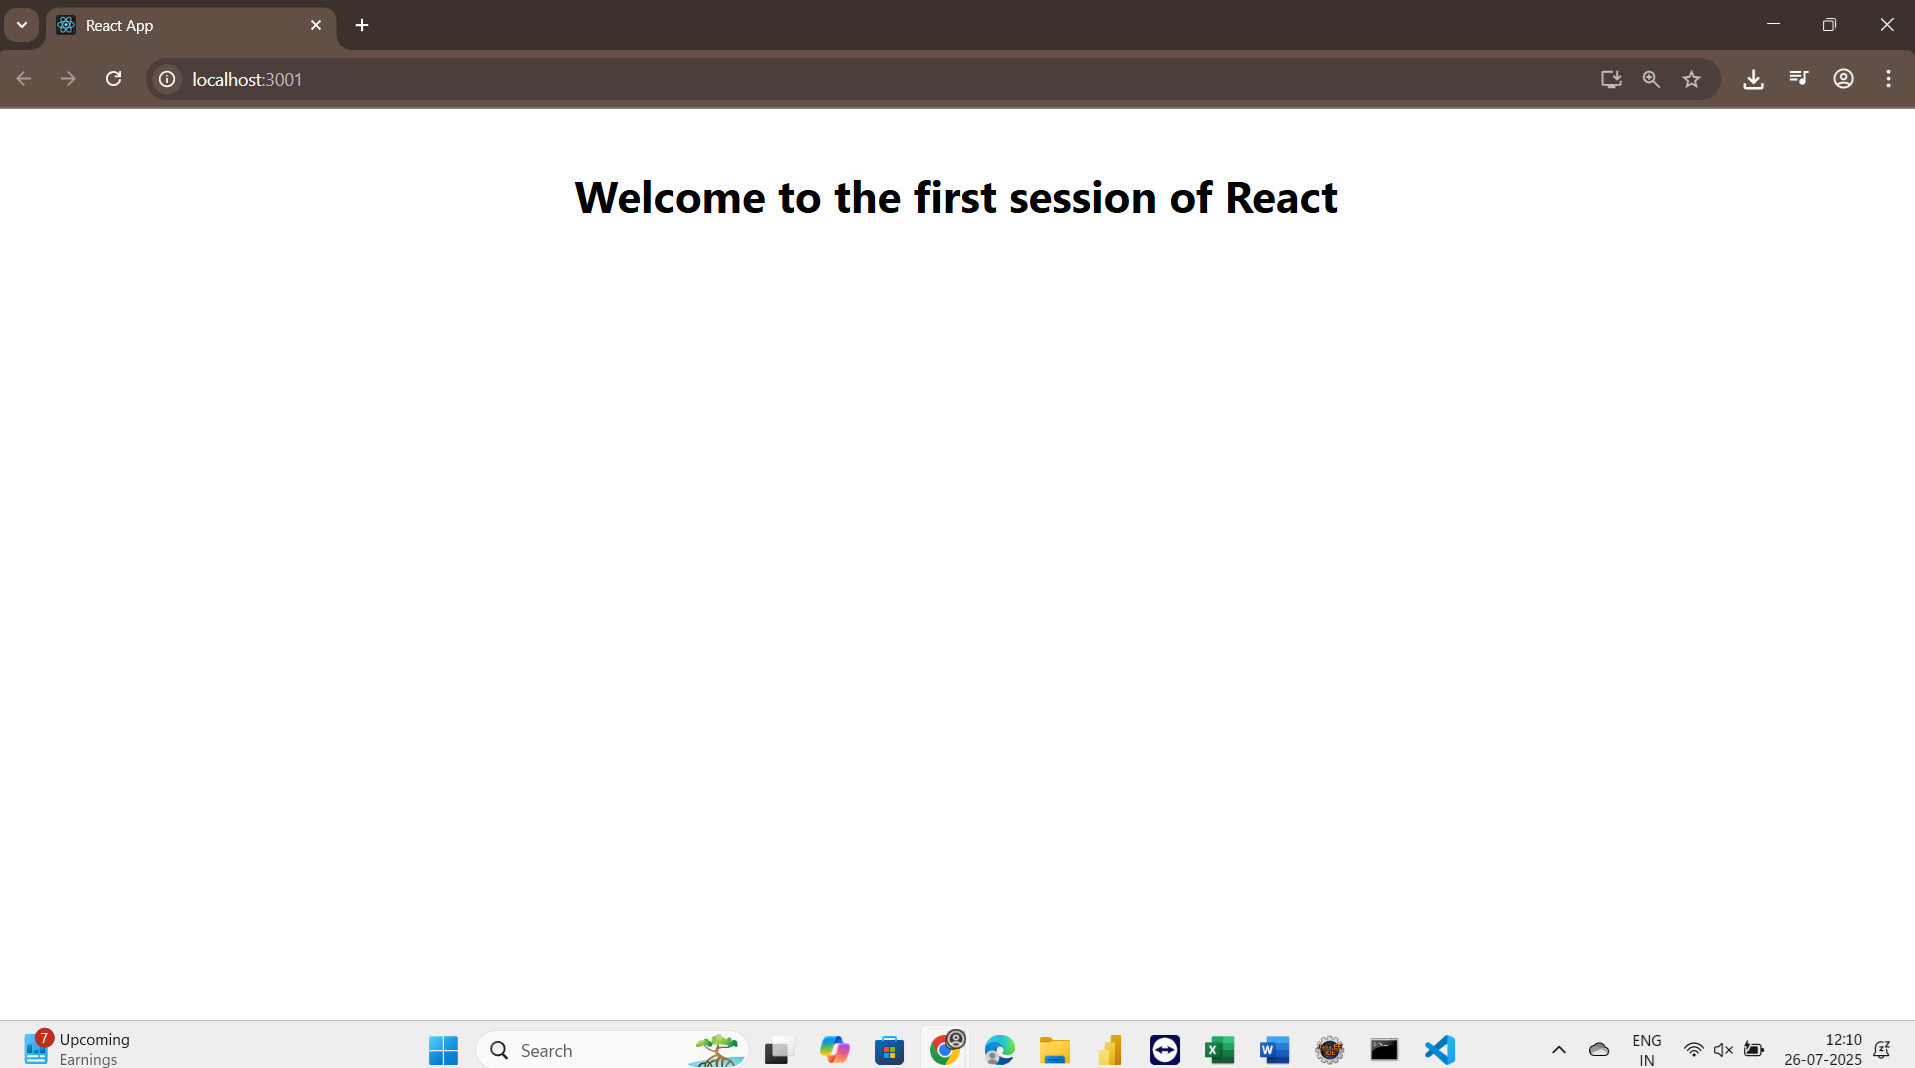 React App
localhost:3001
Welcome to the first session of React
7
Upcoming
Earnings
Search
ENG
IN
12:10
26-07-2025